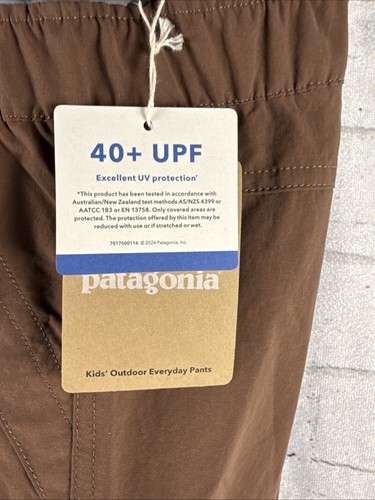 40+ UPF
Excellent UV protection*
*This product has been tested in accordance with
Australian/New Zealand test methods AS/NZS 4399 or
AATCC 183 or EN 13758. Only covered areas are
protected. The protection offered by this item may be
reduced with use or if stretched or wet.
7017500116 © 2024 Patagonia, Inc.
patagonia
Kids' Outdoor Everyday Pants